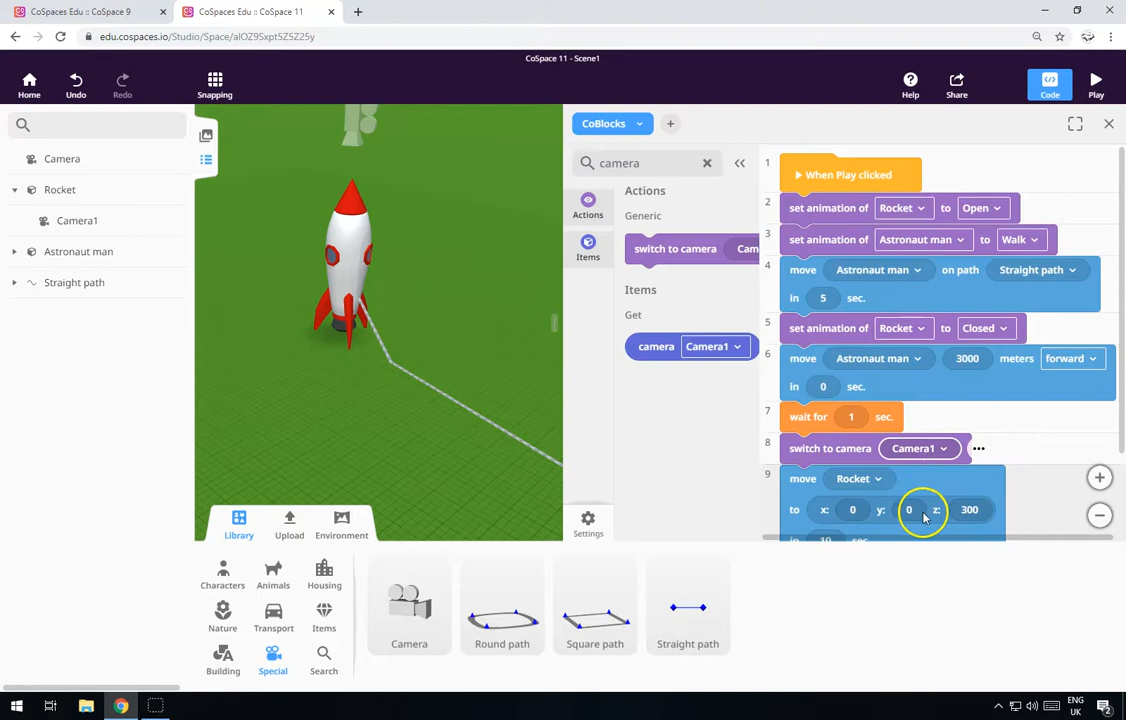 CoSpaces Edu :: CoSpace 9
CoSpaces Edu :: CoSpace 11
edu.cospaces.io/Studio/Space/alOZ9Sxpt5Z5Z25y
CoSpace 11 - Scene1
Home
Undo
Redo
Snapping
Help
Share
Code
Play
Camera
Rocket
Camera1
Astronaut man
Straight path
CoBlocks
camera
Actions
Items
Settings
Actions
Generic
switch to camera Cam
Items
Get
camera Camera1
1 When Play clicked
2 set animation of Rocket to Open
3 set animation of Astronaut man to Walk
4 move Astronaut man on path Straight path
in 5 sec.
5 set animation of Rocket to Closed
6 move Astronaut man 3000 meters forward
in 0 sec.
7 wait for 1 sec.
8 switch to camera Camera1
9 move Rocket
to x: 0 y: 0 z: 300
in 10 sec.
Library
Upload
Environment
Characters
Animals
Housing
Nature
Transport
Items
Building
Special
Search
Camera
Round path
Square path
Straight path
ENG
UK
2